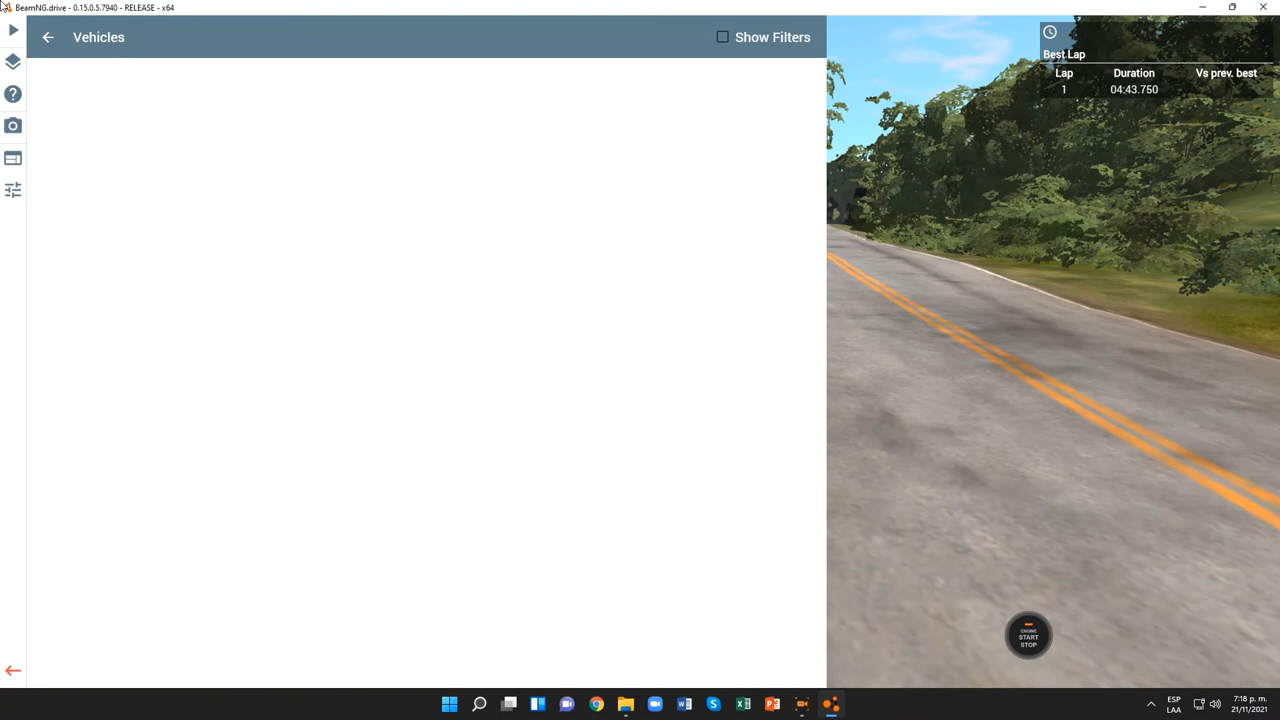 BeamNG.drive - 0.15.0.5.7940 - RELEASE - x64
Vehicles
Show Filters
Best Lap
Lap Duration Vs prev. best
1 04:43.750
ENGINE
START
STOP
ESP
LAA
7:18 p. m.
21/11/2021